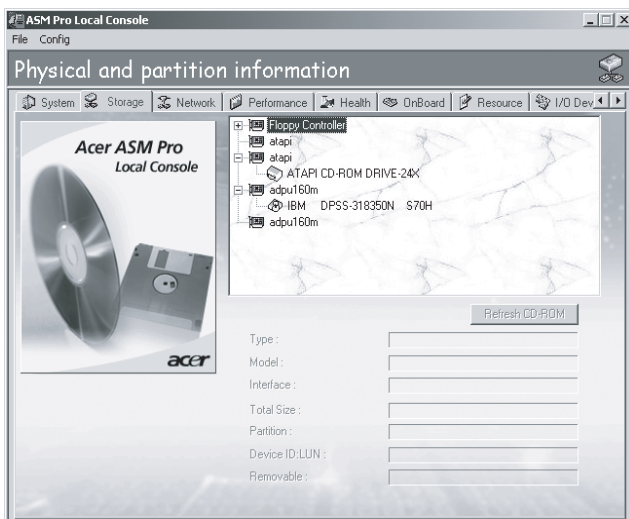 ASM Pro Local Console
File Config
Physical and partition information
System Storage Network Performance Health OnBoard Resource I/O Dev
Acer ASM Pro
Local Console
acer
Floppy Controller
atapi
atapi
ATAPI CD-ROM DRIVE-24X
adpu160m
IBM DPSS-318350N S70H
adpu160m
Refresh CD-ROM
Type :
Model :
Interface :
Total Size :
Partition :
Device ID:LUN :
Removable :